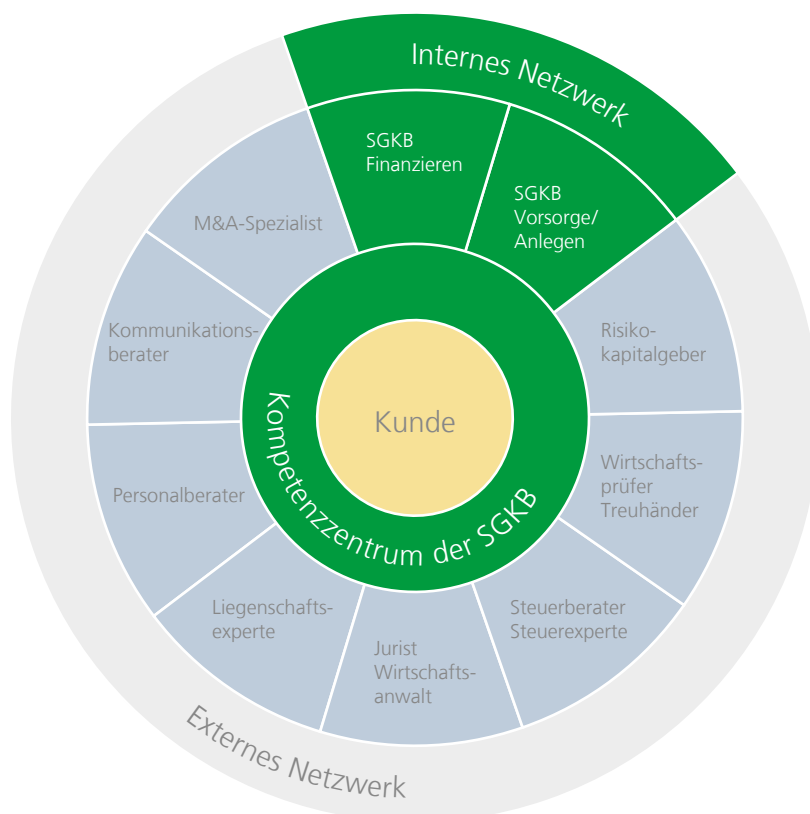 Internes Netzwerk
SGKB
Finanzieren
SGKB
Vorsorge/
Anlegen
M&A-Spezialist
Kommunikations-
berater
Risiko-
kapitalgeber
Kunde
Kompetenzzentrum der SGKB
Personalberater
Wirtschafts-
prüfer
Treuhänder
Liegenschafts-
experte
Jurist
Wirtschafts-
anwalt
Steuerberater
Steuerexperte
Externes Netzwerk